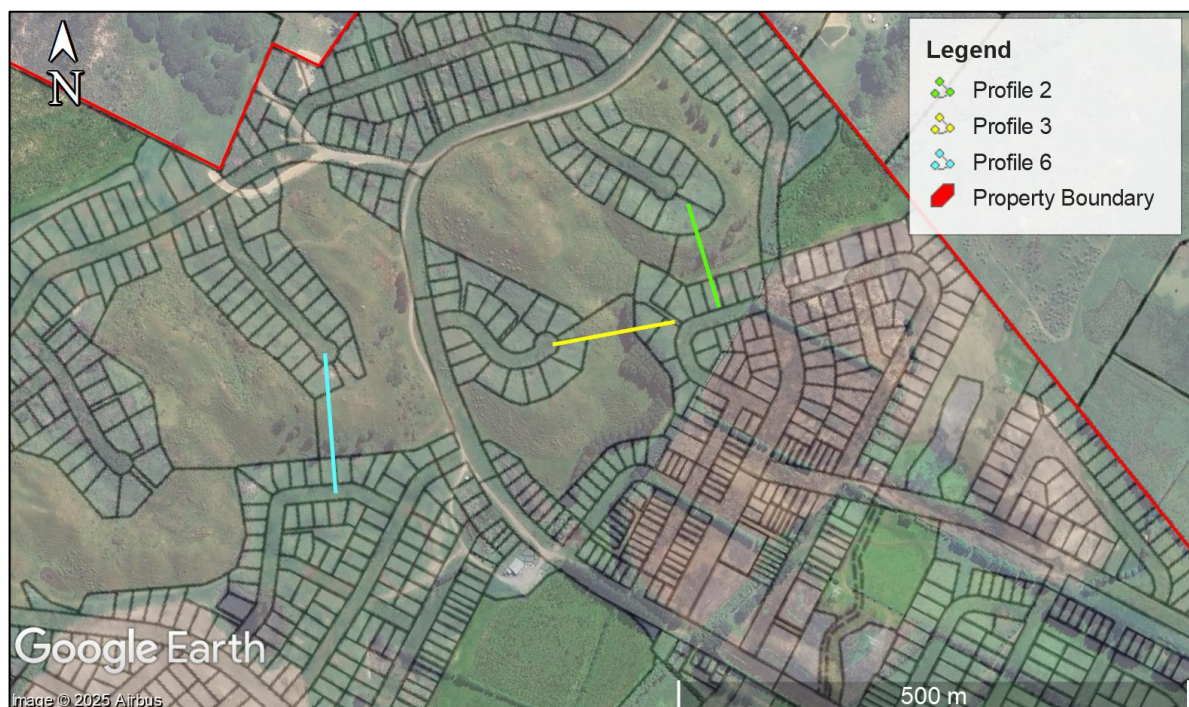 N
Legend
Profile 2
Profile 3
Profile 6
Property Boundary
Google Earth
Image © 2025 Airbus
500 m